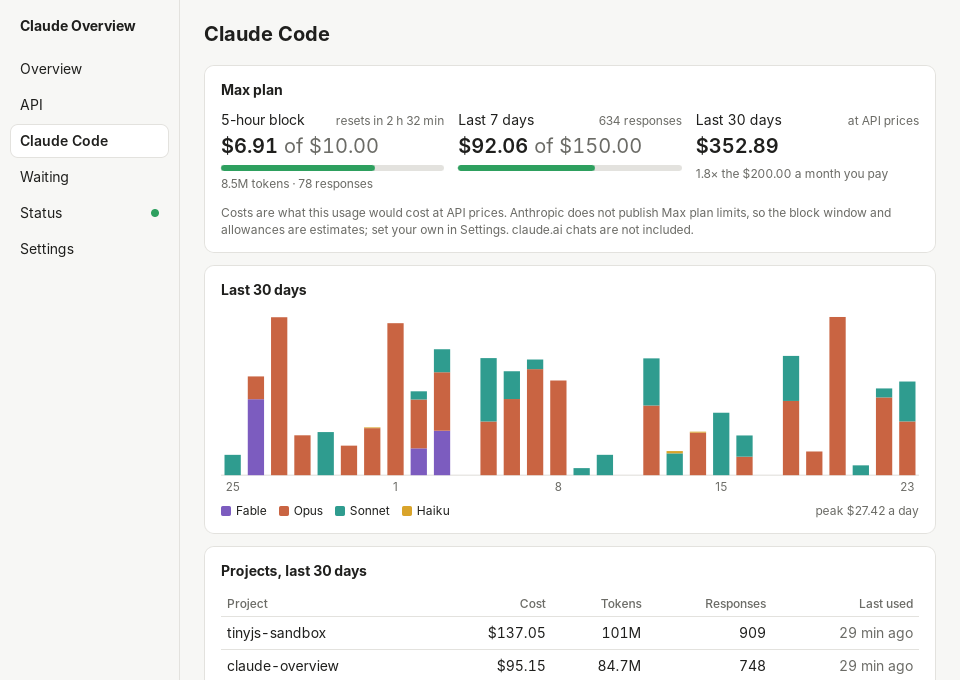 Claude Overview
Overview
API
Claude Code
Waiting
Status
Settings
Claude Code
Max plan
5-hour block resets in 2 h 32 min
$6.91 of $10.00
8.5M tokens · 78 responses
Last 7 days 634 responses
$92.06 of $150.00
Last 30 days at API prices
$352.89
1.8× the $200.00 a month you pay
Costs are what this usage would cost at API prices. Anthropic does not publish Max plan limits, so the block window and
allowances are estimates; set your own in Settings. claude.ai chats are not included.
Last 30 days
25 1 8 15 23
Fable Opus Sonnet Haiku peak $27.42 a day
Projects, last 30 days
Project Cost Tokens Responses Last used
tinyjs-sandbox $137.05 101M 909 29 min ago
claude-overview $95.15 84.7M 748 29 min ago